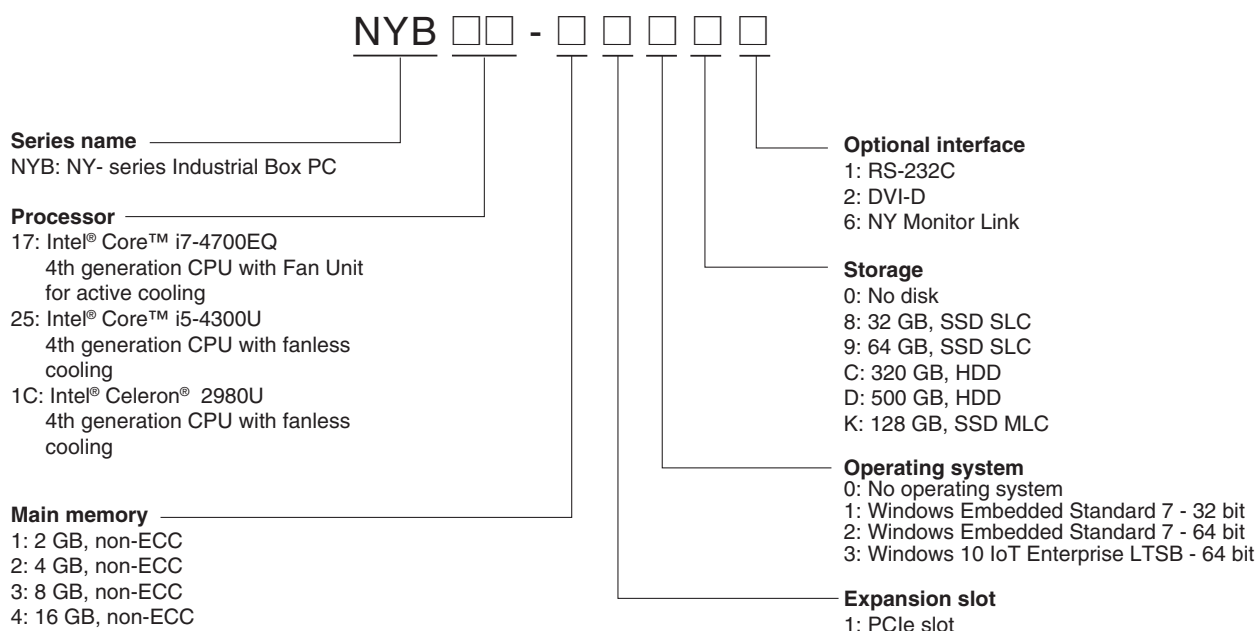 NYB □□ - □ □ □ □ □
Series name
NYB: NY- series Industrial Box PC
Processor
17: Intel® Core™ i7-4700EQ
4th generation CPU with Fan Unit
for active cooling
25: Intel® Core™ i5-4300U
4th generation CPU with fanless
cooling
1C: Intel® Celeron® 2980U
4th generation CPU with fanless
cooling
Main memory
1: 2 GB, non-ECC
2: 4 GB, non-ECC
3: 8 GB, non-ECC
4: 16 GB, non-ECC
Optional interface
1: RS-232C
2: DVI-D
6: NY Monitor Link
Storage
0: No disk
8: 32 GB, SSD SLC
9: 64 GB, SSD SLC
C: 320 GB, HDD
D: 500 GB, HDD
K: 128 GB, SSD MLC
Operating system
0: No operating system
1: Windows Embedded Standard 7 - 32 bit
2: Windows Embedded Standard 7 - 64 bit
3: Windows 10 IoT Enterprise LTSB - 64 bit
Expansion slot
1: PCIe slot